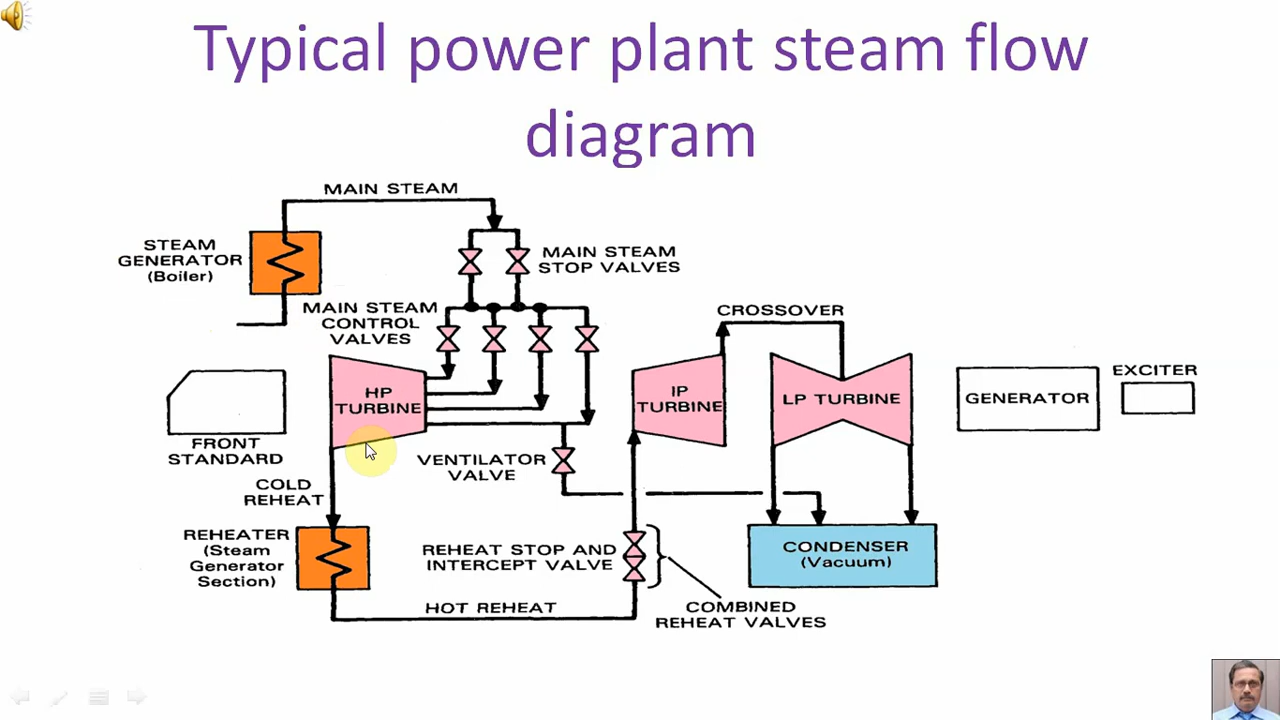 Typical power plant steam flow
diagram
MAIN STEAM
STEAM
GENERATOR
(Boiler)
MAIN STEAM
STOP VALVES
MAIN STEAM
CONTROL
VALVES
CROSSOVER
HP
TURBINE
IP
TURBINE
LP TURBINE
GENERATOR
EXCITER
FRONT
STANDARD
VENTILATOR
VALVE
COLD
REHEAT
REHEATER
(Steam
Generator
Section)
REHEAT STOP AND
INTERCEPT VALVE
CONDENSER
(Vacuum)
HOT REHEAT
COMBINED
REHEAT VALVES